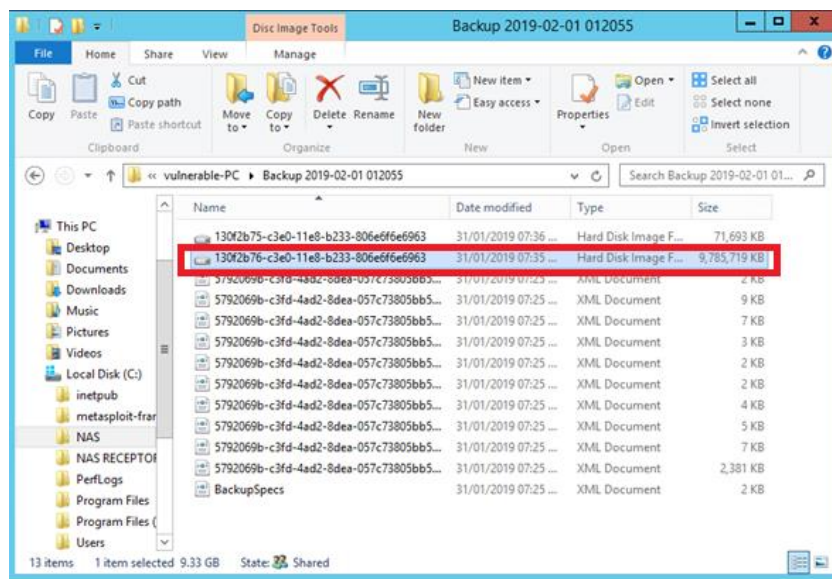 Disc Image Tools
Backup 2019-02-01 012055
File Home Share View Manage
Copy
Paste
Cut
Copy path
Paste shortcut
Clipboard
Move to
Copy to
Delete
Rename
Organize
New folder
New item
Easy access
New
Properties
Open
Edit
Open
Select all
Select none
Invert selection
Select
« vulnerable-PC Backup 2019-02-01 012055
Search Backup 2019-02-01 01...
This PC
Desktop
Documents
Downloads
Music
Pictures
Videos
Local Disk (C:)
inetpub
metasploit-frar
NAS
NAS RECEPTOF
PerfLogs
Program Files
Program Files (
Users
Name Date modified Type Size
130f2b75-c3e0-11e8-b233-806e6f6e6963 31/01/2019 07:36 ... Hard Disk Image F... 71,693 KB
130f2b76-c3e0-11e8-b233-806e6f6e6963 31/01/2019 07:35 ... Hard Disk Image F... 9,785,719 KB
5792069b-c3fd-4ad2-8dea-057c73805bb5... 31/01/2019 07:25 ... XML Document 2 KB
5792069b-c3fd-4ad2-8dea-057c73805bb5... 31/01/2019 07:25 ... XML Document 9 KB
5792069b-c3fd-4ad2-8dea-057c73805bb5... 31/01/2019 07:25 ... XML Document 7 KB
5792069b-c3fd-4ad2-8dea-057c73805bb5... 31/01/2019 07:25 ... XML Document 3 KB
5792069b-c3fd-4ad2-8dea-057c73805bb5... 31/01/2019 07:25 ... XML Document 2 KB
5792069b-c3fd-4ad2-8dea-057c73805bb5... 31/01/2019 07:25 ... XML Document 2 KB
5792069b-c3fd-4ad2-8dea-057c73805bb5... 31/01/2019 07:25 ... XML Document 4 KB
5792069b-c3fd-4ad2-8dea-057c73805bb5... 31/01/2019 07:25 ... XML Document 5 KB
5792069b-c3fd-4ad2-8dea-057c73805bb5... 31/01/2019 07:25 ... XML Document 7 KB
5792069b-c3fd-4ad2-8dea-057c73805bb5... 31/01/2019 07:25 ... XML Document 2,381 KB
BackupSpecs 31/01/2019 07:25 ... XML Document 2 KB
13 items 1 item selected 9.33 GB State: Shared